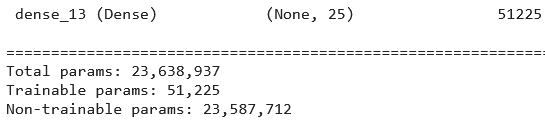 dense_13 (Dense) (None, 25) 51225
=================================================================
Total params: 23,638,937
Trainable params: 51,225
Non-trainable params: 23,587,712